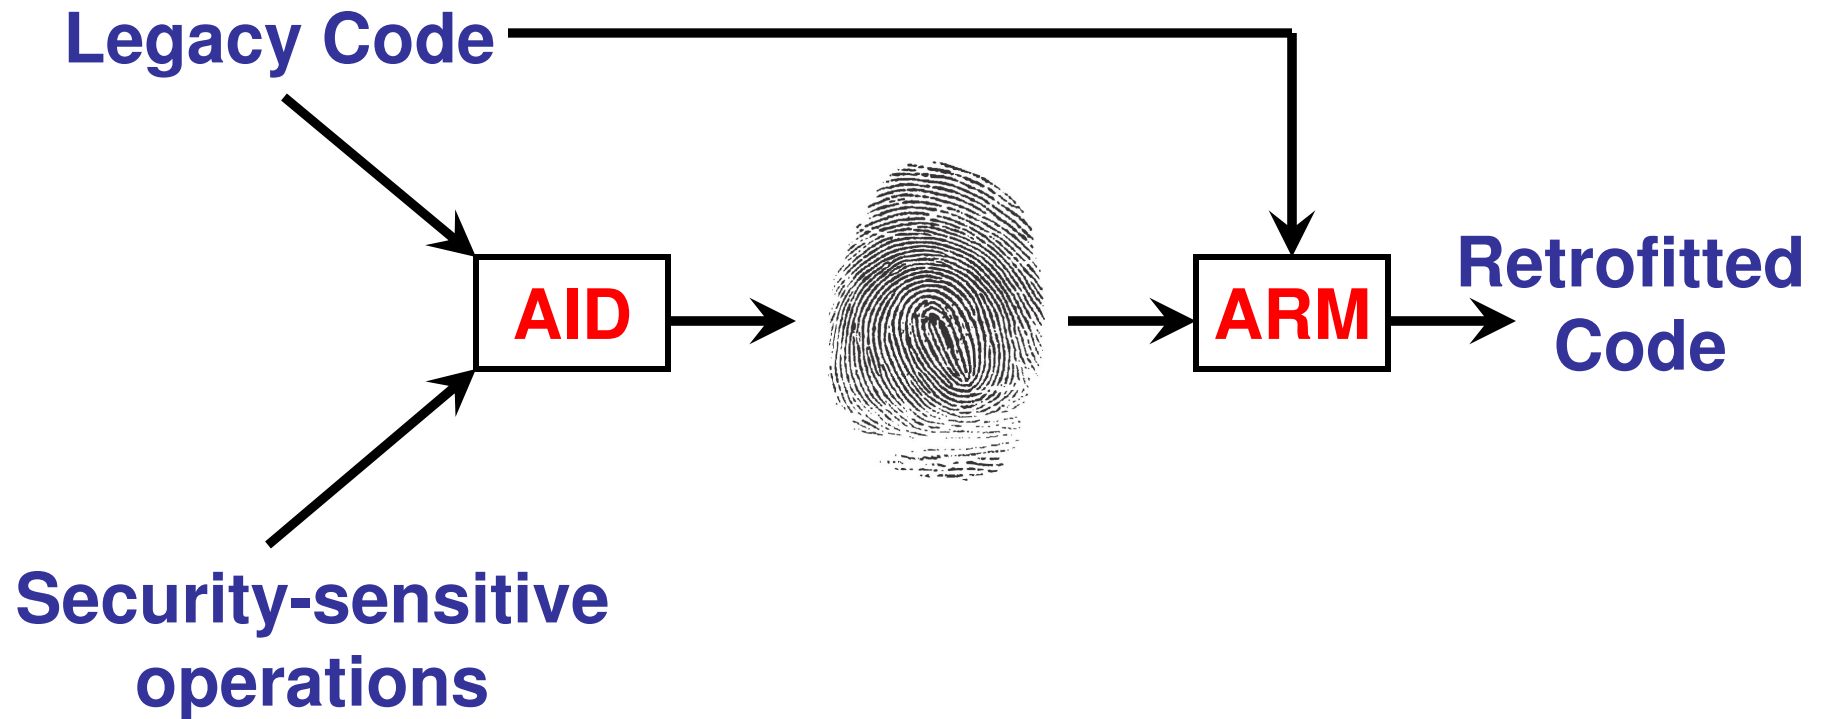 Legacy Code
AID
ARM
Retrofitted
Code
Security-sensitive
operations